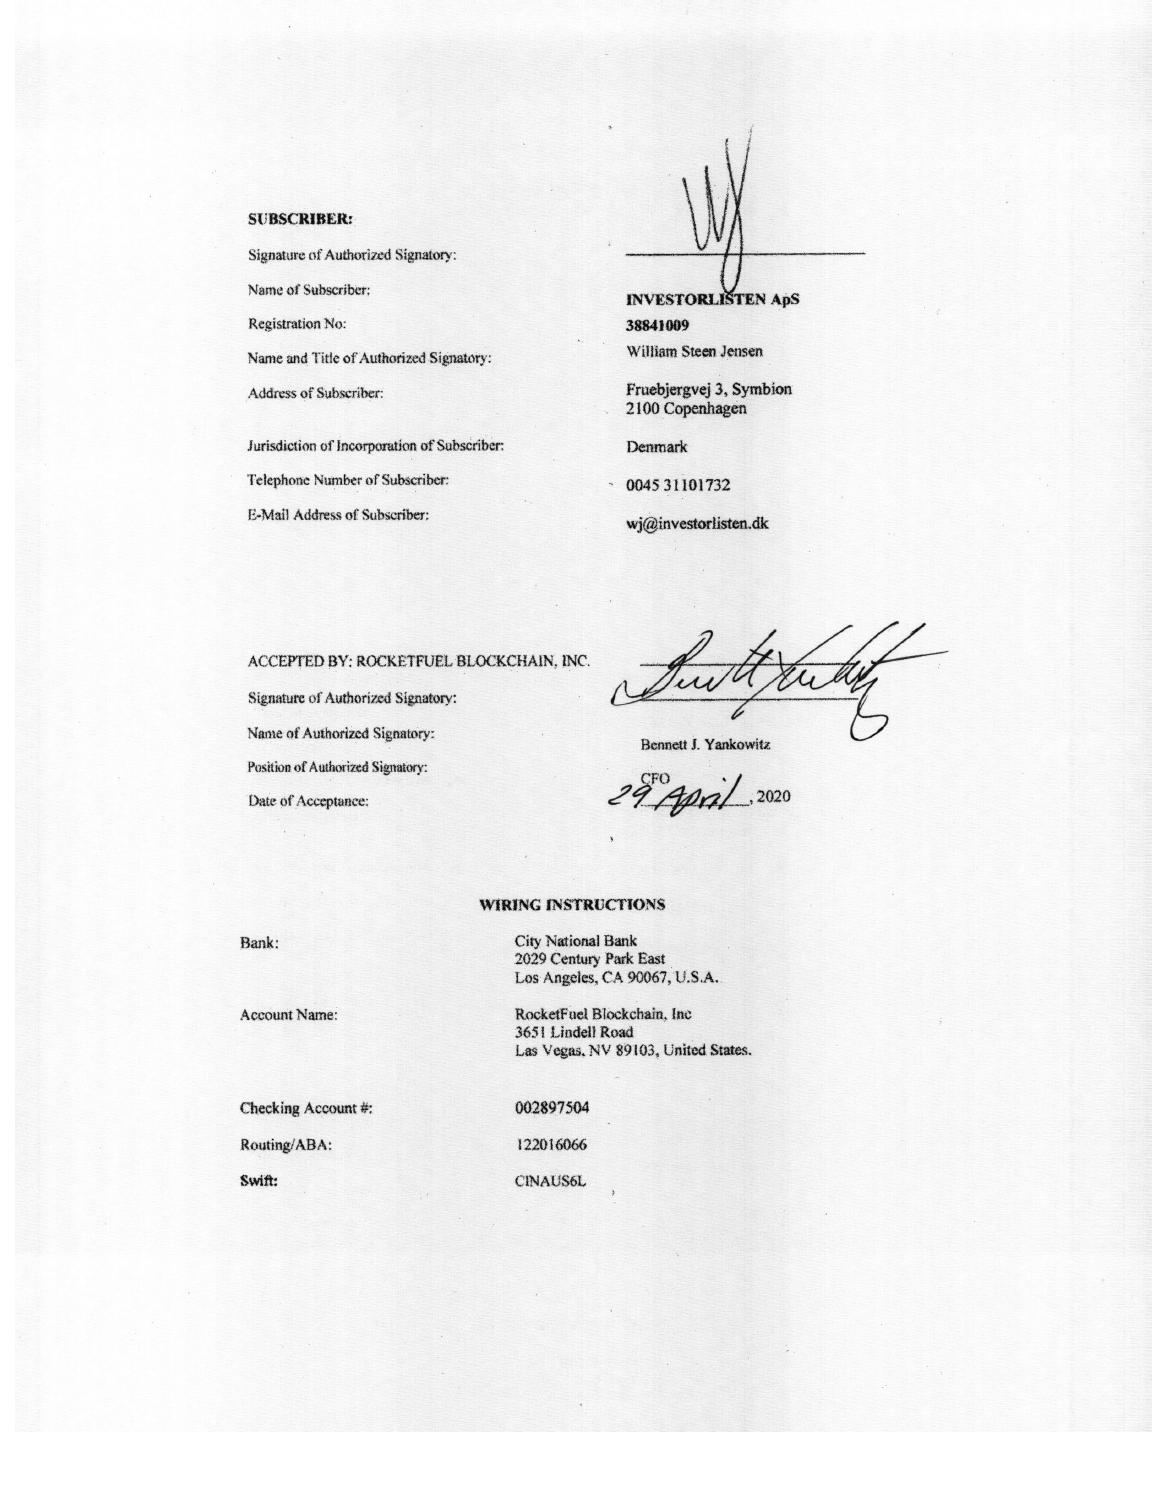 SUBSCRIBER:
Signature of Authorized Signatory:
WJ
Name of Subscriber:
INVESTORLISTEN ApS
Registration No:
38841009
Name and Title of Authorized Signatory:
William Steen Jensen
Address of Subscriber:
Fruebjergvej 3, Symbion
2100 Copenhagen
Jurisdiction of Incorporation of Subscriber:
Denmark
Telephone Number of Subscriber:
0045 31101732
E-Mail Address of Subscriber:
wj@investorlisten.dk
ACCEPTED BY: ROCKETFUEL BLOCKCHAIN, INC.
Signature of Authorized Signatory:
Name of Authorized Signatory:
Bennett J. Yankowitz
Position of Authorized Signatory:
CFO
Date of Acceptance:
29 April, 2020
WIRING INSTRUCTIONS
Bank:
City National Bank
2029 Century Park East
Los Angeles, CA 90067, U.S.A.
Account Name:
RocketFuel Blockchain, Inc
3651 Lindell Road
Las Vegas, NV 89103, United States.
Checking Account #:
002897504
Routing/ABA:
122016066
Swift:
CINAUS6L